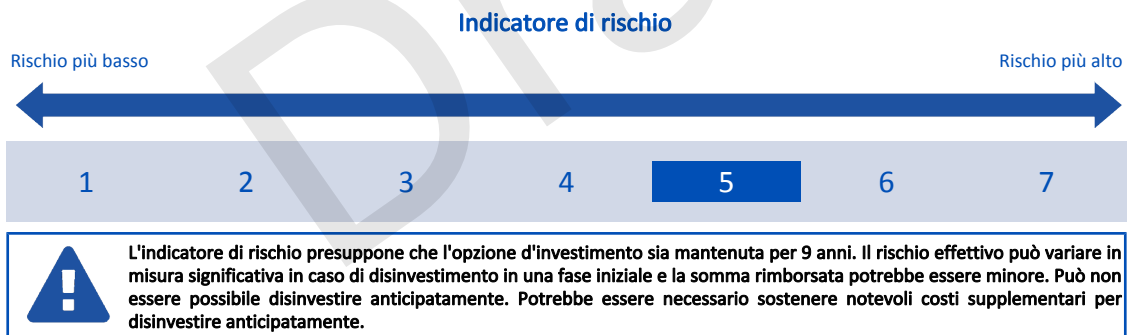 Indicatore di rischio
Rischio più basso
Rischio più alto
1 2 3 4 5 6 7
L'indicatore di rischio presuppone che l'opzione d'investimento sia mantenuta per 9 anni. Il rischio effettivo può variare in
misura significativa in caso di disinvestimento in una fase iniziale e la somma rimborsata potrebbe essere minore. Può non
essere possibile disinvestire anticipatamente. Potrebbe essere necessario sostenere notevoli costi supplementari per
disinvestire anticipatamente.